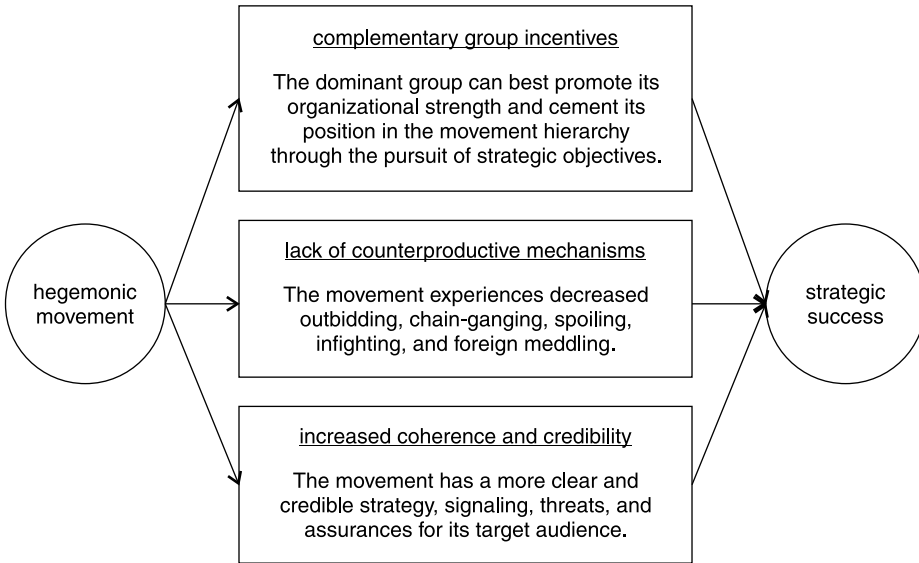 complementary group incentives
The dominant group can best promote its
organizational strength and cement its
position in the movement hierarchy
through the pursuit of strategic objectives.
hegemonic
movement
lack of counterproductive mechanisms
The movement experiences decreased
outbidding, chain-ganging, spoiling,
infighting, and foreign meddling.
strategic
success
increased coherence and credibility
The movement has a more clear and
credible strategy, signaling, threats, and
assurances for its target audience.